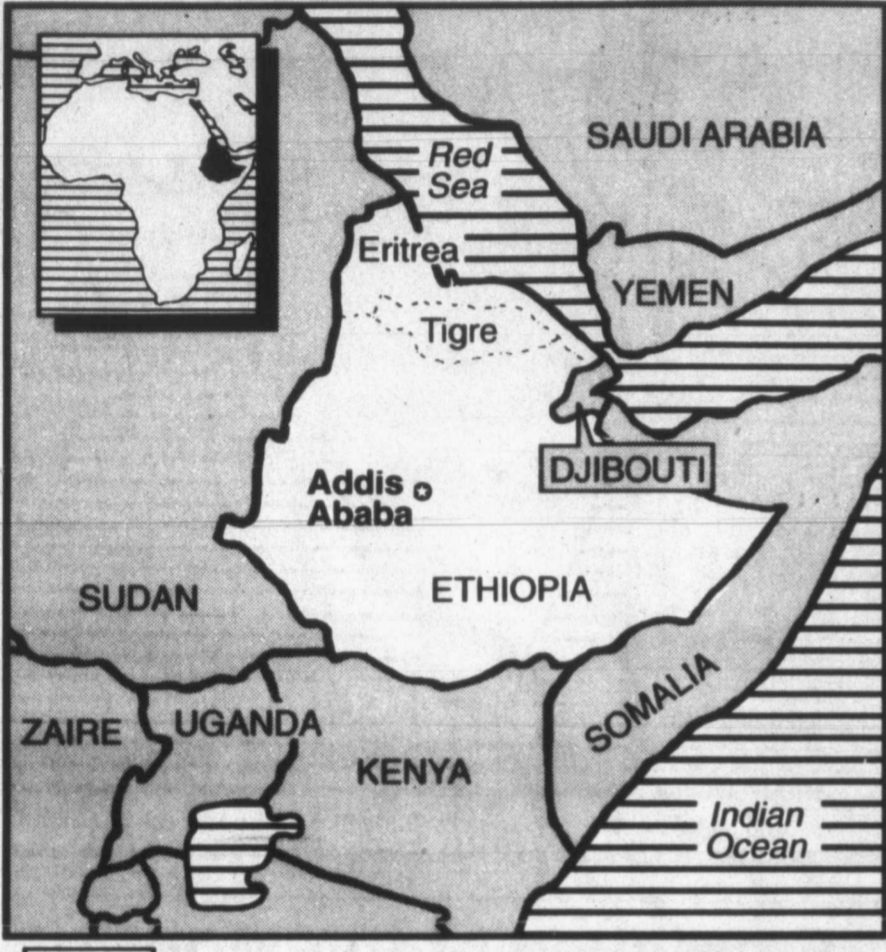 SAUDI ARABIA
Red
Sea
Eritrea
YEMEN
Tigre
DJIBOUTI
Addis
Ababa
ETHIOPIA
SUDAN
SOMALIA
ZAIRE
UGANDA
KENYA
Indian
Ocean